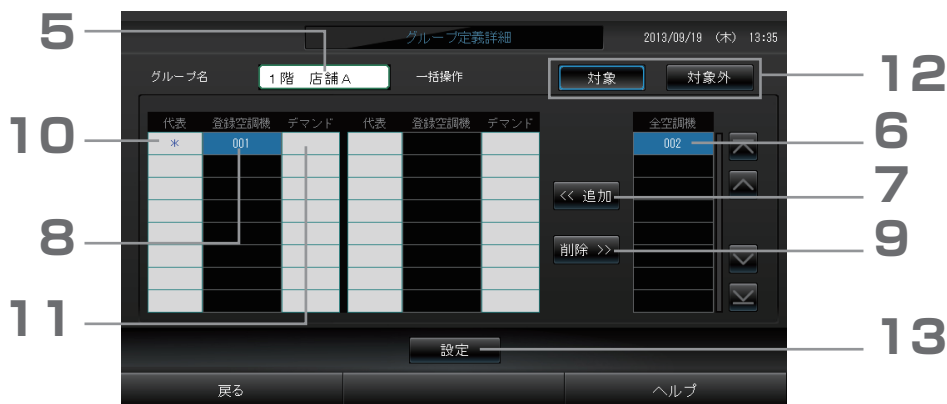 5
グループ定義詳細 2013/09/19 (木) 13:35
グループ名 1階 店舗A 一括操作 対象 対象外 12
代表 登録空調機 デマンド 代表 登録空調機 デマンド 全空調機
10 * 001 002 6
<< 追加 7
8 削除 >> 9
11
設定 13
戻る ヘルプ